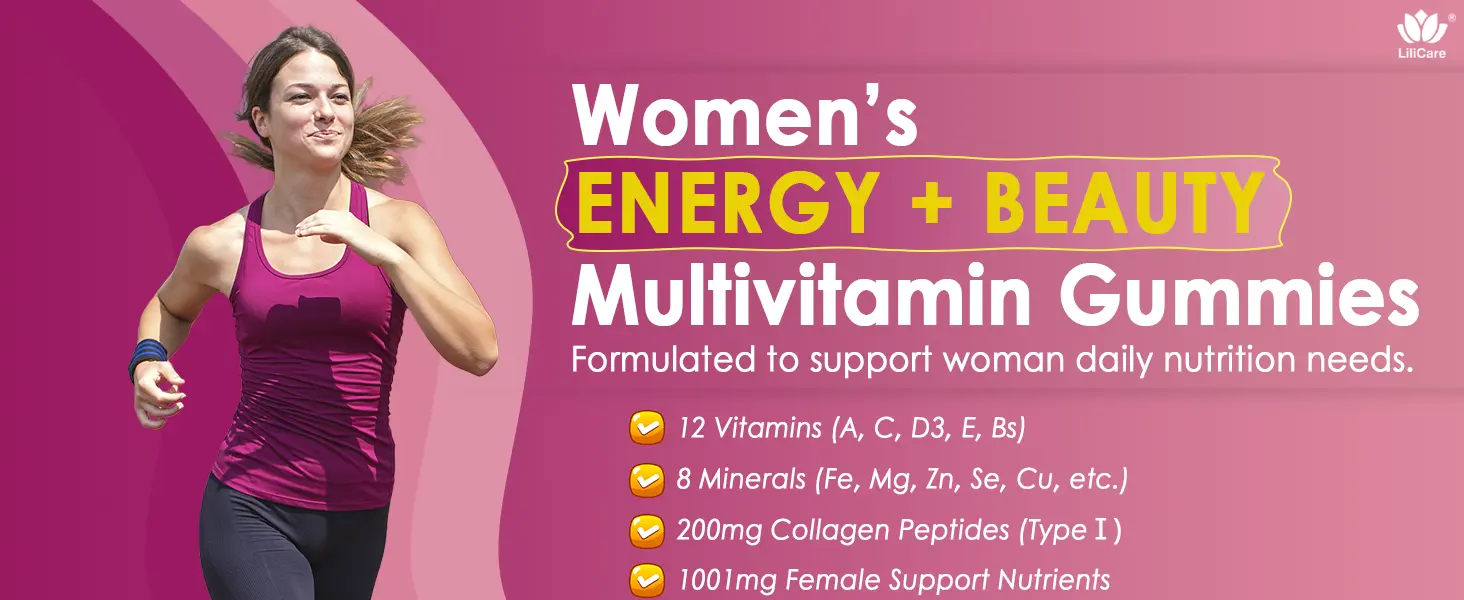 LiliCare®
Women's
ENERGY + BEAUTY
Multivitamin Gummies
Formulated to support woman daily nutrition needs.
12 Vitamins (A, C, D3, E, Bs)
8 Minerals (Fe, Mg, Zn, Se, Cu, etc.)
200mg Collagen Peptides (Type I)
1001mg Female Support Nutrients